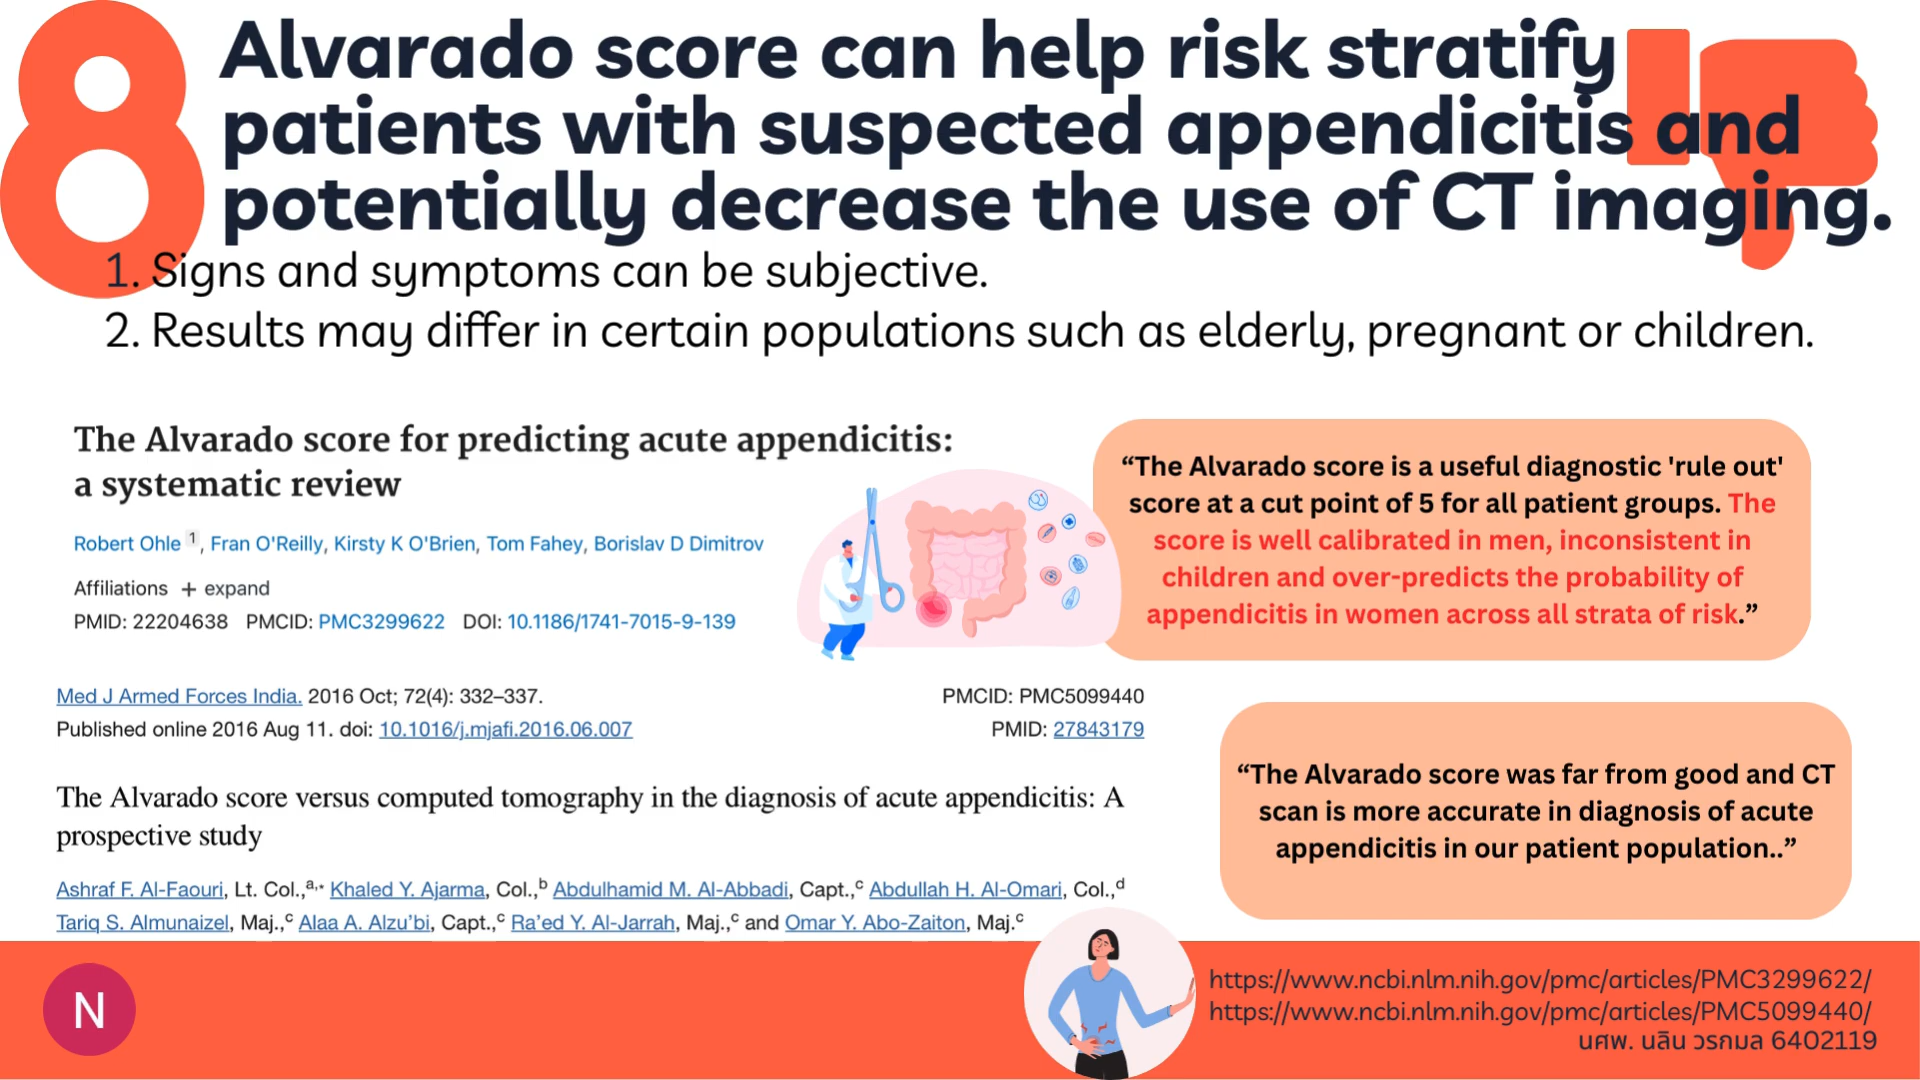 8
Alvarado score can help risk stratify
patients with suspected appendicitis and
potentially decrease the use of CT imaging.
1. Signs and symptoms can be subjective.
2. Results may differ in certain populations such as elderly, pregnant or children.
The Alvarado score for predicting acute appendicitis:
a systematic review
Robert Ohle 1, Fran O'Reilly, Kirsty K O'Brien, Tom Fahey, Borislav D Dimitrov
Affiliations + expand
PMID: 22204638 PMCID: PMC3299622 DOI: 10.1186/1741-7015-9-139
“The Alvarado score is a useful diagnostic 'rule out'
score at a cut point of 5 for all patient groups. The
score is well calibrated in men, inconsistent in
children and over-predicts the probability of
appendicitis in women across all strata of risk.”
Med J Armed Forces India. 2016 Oct; 72(4): 332–337.
Published online 2016 Aug 11. doi: 10.1016/j.mjafi.2016.06.007
PMCID: PMC5099440
PMID: 27843179
The Alvarado score versus computed tomography in the diagnosis of acute appendicitis: A
prospective study
Ashraf F. Al-Faouri, Lt. Col.,a,* Khaled Y. Ajarma, Col.,b Abdulhamid M. Al-Abbadi, Capt.,c Abdullah H. Al-Omari, Col.,d
Tariq S. Almunaizel, Maj.,c Alaa A. Alzu’bi, Capt.,c Ra’ed Y. Al-Jarrah, Maj.,c and Omar Y. Abo-Zaiton, Maj.c
“The Alvarado score was far from good and CT
scan is more accurate in diagnosis of acute
appendicitis in our patient population..”
N
https://www.ncbi.nlm.nih.gov/pmc/articles/PMC3299622/
https://www.ncbi.nlm.nih.gov/pmc/articles/PMC5099440/
นศพ. นลิน วรกมล 6402119